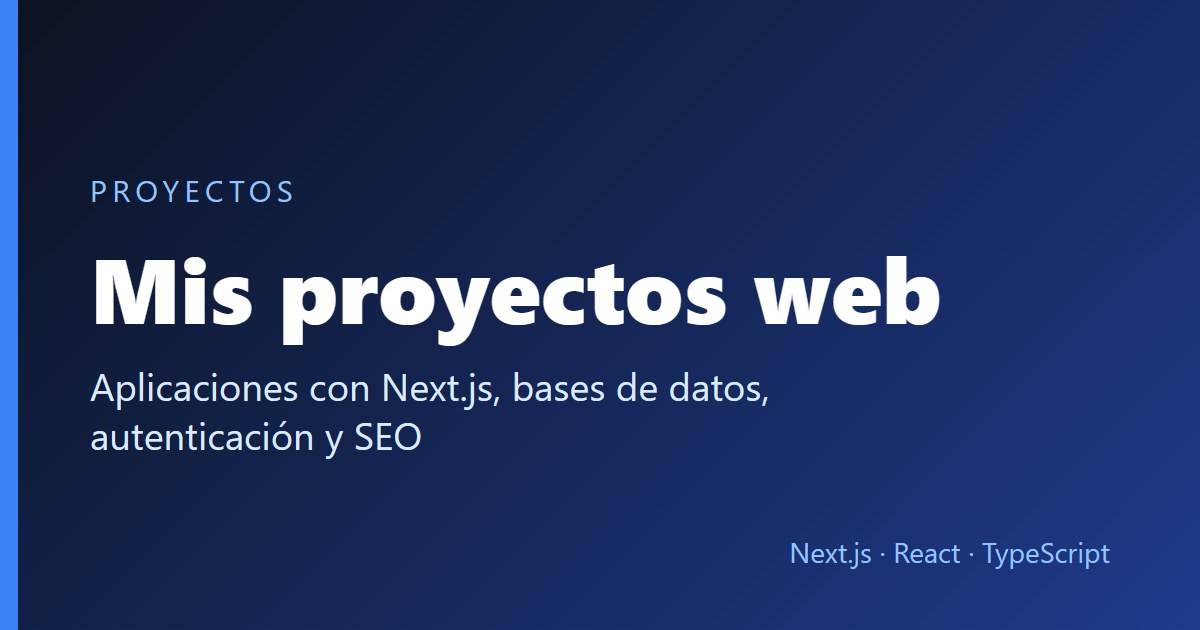 PROYECTOS
Mis proyectos web
Aplicaciones con Next.js, bases de datos,
autenticación y SEO
Next.js · React · TypeScript